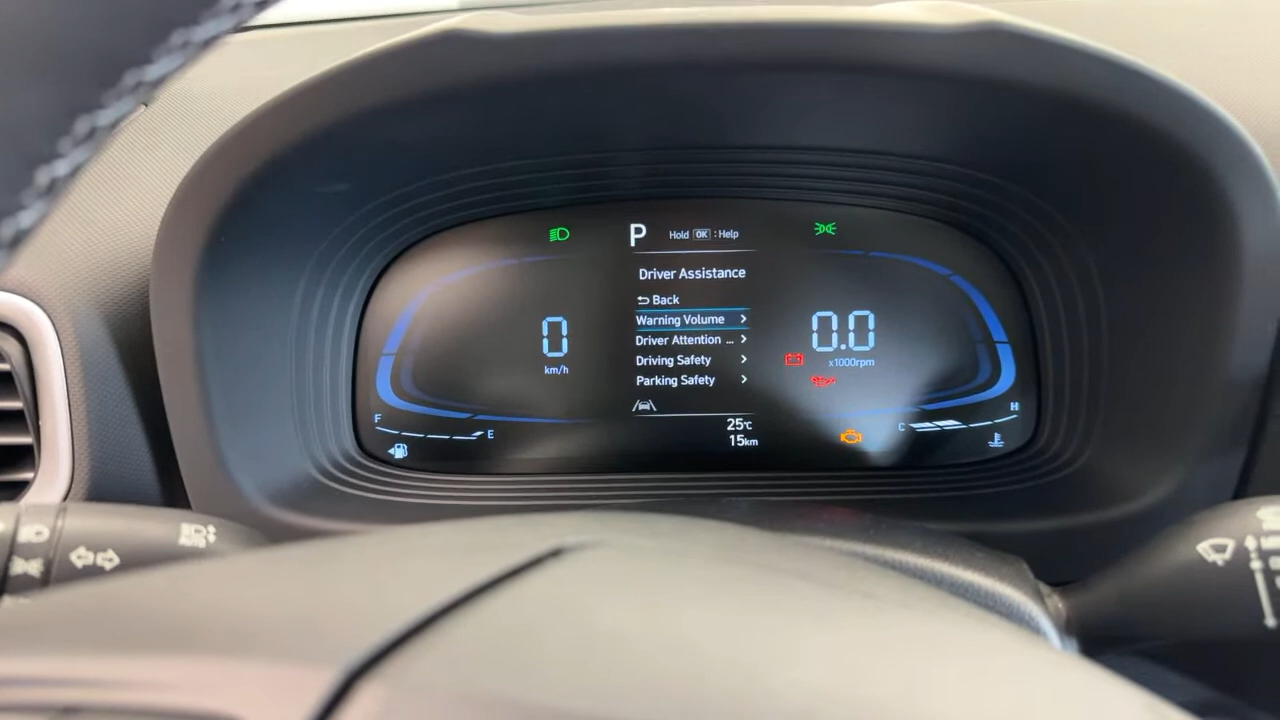 P Hold OK : Help
Driver Assistance
Back
Warning Volume
Driver Attention ...
Driving Safety
Parking Safety
0
km/h
0.0
x1000rpm
F
E
25℃
15km
C
H
AUTO